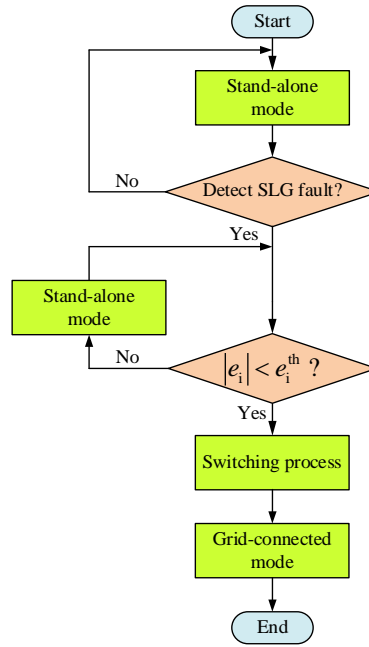 Start
Stand-alone
mode
Detect SLG fault?
No
Yes
Stand-alone
mode
No
|e_i| < e_i^th ?
Yes
Switching process
Grid-connected
mode
End